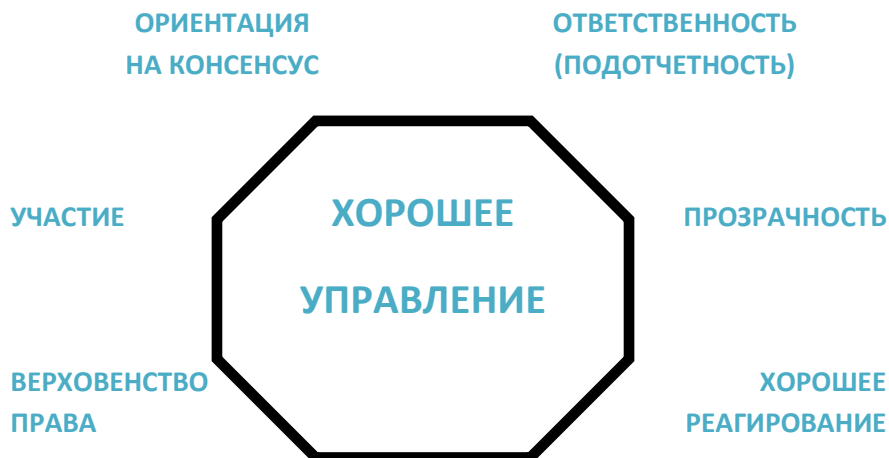 ОРИЕНТАЦИЯ
НА КОНСЕНСУС
ОТВЕТСТВЕННОСТЬ
(ПОДОТЧЕТНОСТЬ)
УЧАСТИЕ
ХОРОШЕЕ
УПРАВЛЕНИЕ
ПРОЗРАЧНОСТЬ
ВЕРХОВЕНСТВО
ПРАВА
ХОРОШЕЕ
РЕАГИРОВАНИЕ